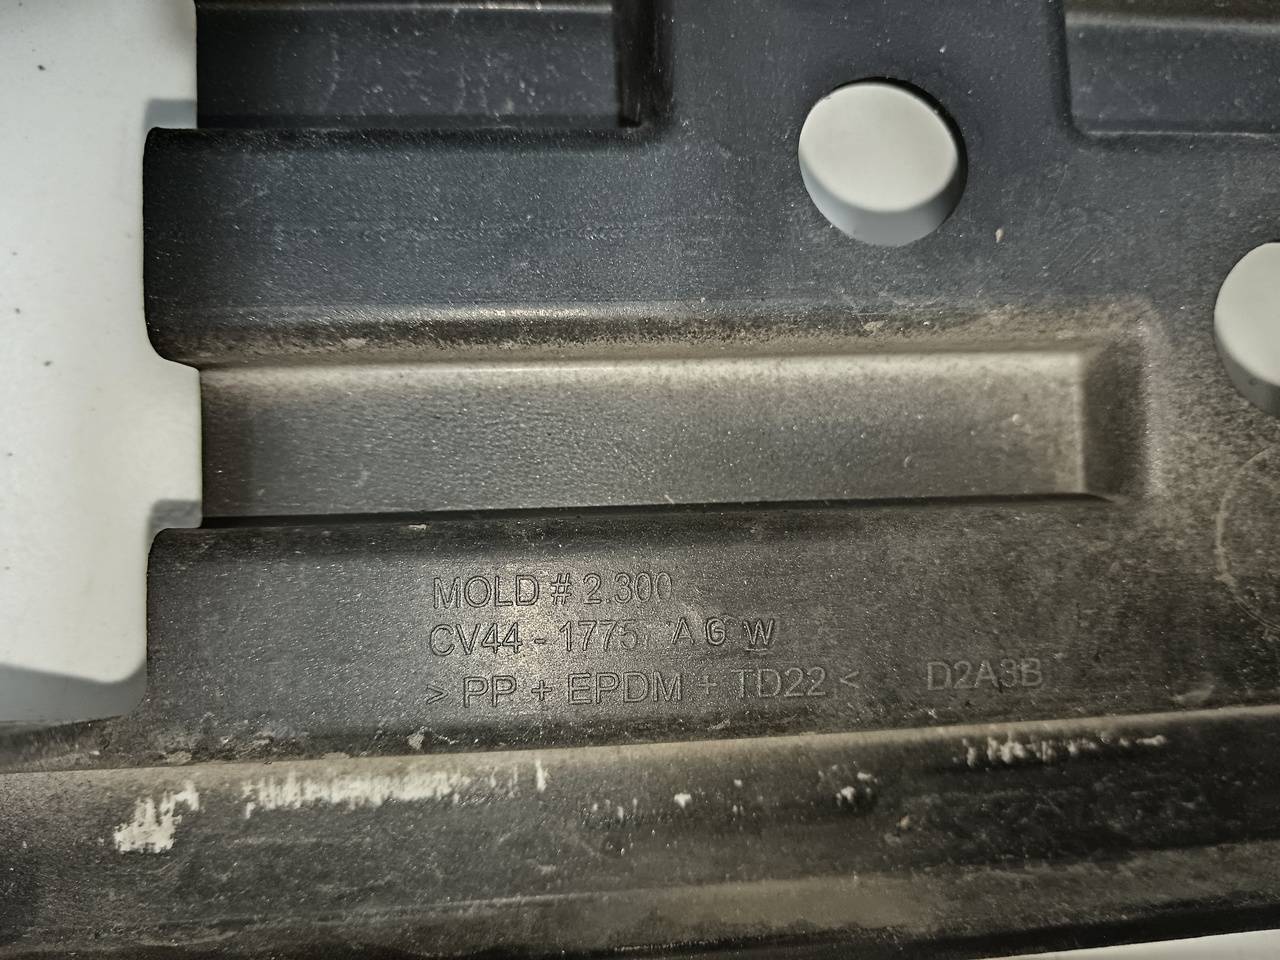 MOLD # 2.300
CV44 - 1775 A G W
> PP + EPDM + TD22 < D2A3B